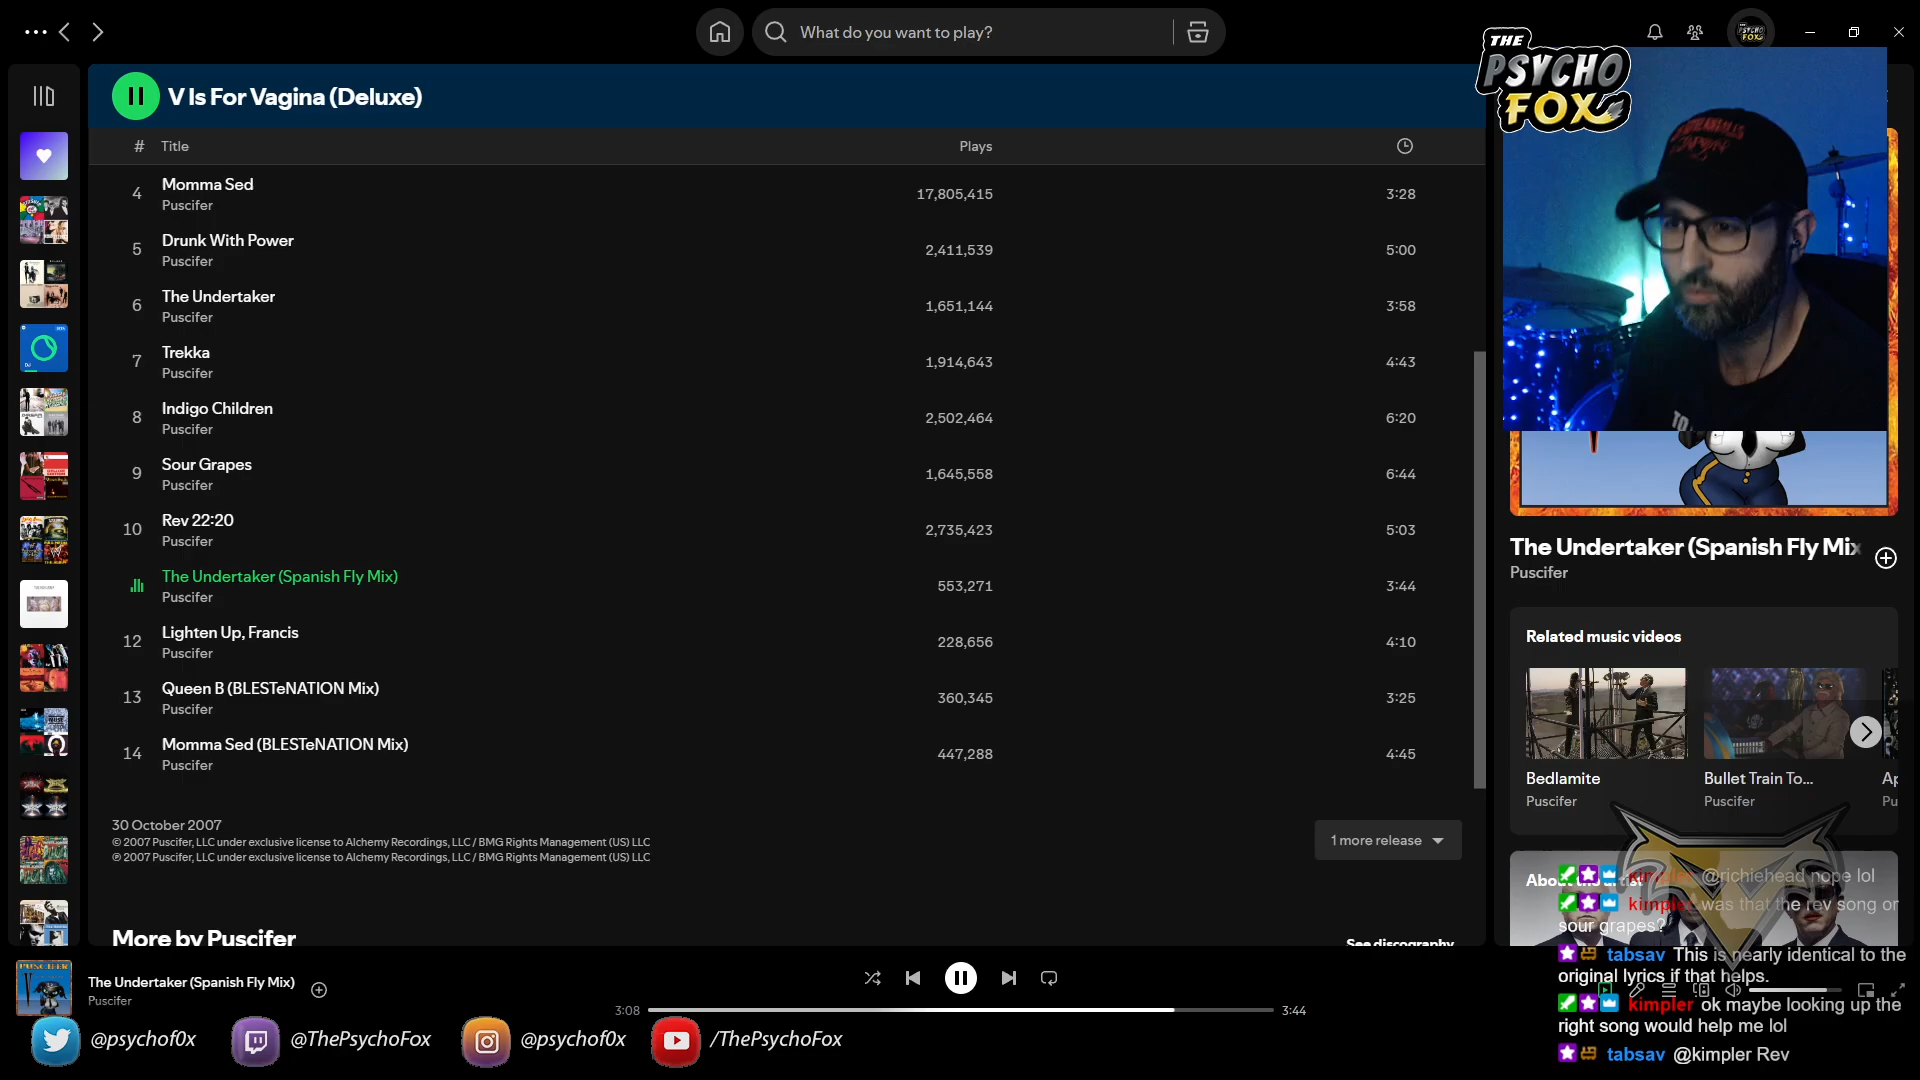 What do you want to play?
THE
PSYCHO
FOX
V Is For Vagina (Deluxe)
# Title Plays
4 Momma Sed 17,805,415 3:28
Puscifer
5 Drunk With Power 2,411,539 5:00
Puscifer
6 The Undertaker 1,651,144 3:58
Puscifer
7 Trekka 1,914,643 4:43
Puscifer
8 Indigo Children 2,502,464 6:20
Puscifer
9 Sour Grapes 1,645,558 6:44
Puscifer
10 Rev 22:20 2,735,423 5:03
Puscifer
The Undertaker (Spanish Fly Mix) 553,271 3:44
Puscifer
12 Lighten Up, Francis 228,656 4:10
Puscifer
13 Queen B (BLESTeNATION Mix) 360,345 3:25
Puscifer
14 Momma Sed (BLESTeNATION Mix) 447,288 4:45
Puscifer
30 October 2007
© 2007 Puscifer, LLC under exclusive license to Alchemy Recordings, LLC / BMG Rights Management (US) LLC
℗ 2007 Puscifer, LLC under exclusive license to Alchemy Recordings, LLC / BMG Rights Management (US) LLC
1 more release
More by Puscifer
See discography
The Undertaker (Spanish Fly Mix
Puscifer
Related music videos
Bedlamite
Puscifer
Bullet Train To...
Puscifer
Ap
Pu
About the artist
kimpler @richiehead nope lol
kimpler was that the rev song or
sour grapes?
tabsav This is nearly identical to the
original lyrics if that helps.
kimpler ok maybe looking up the
right song would help me lol
tabsav @kimpler Rev
PUSCIFER
The Undertaker (Spanish Fly Mix)
Puscifer
3:08
3:44
@psychof0x
@ThePsychoFox
@psychof0x
/ThePsychoFox